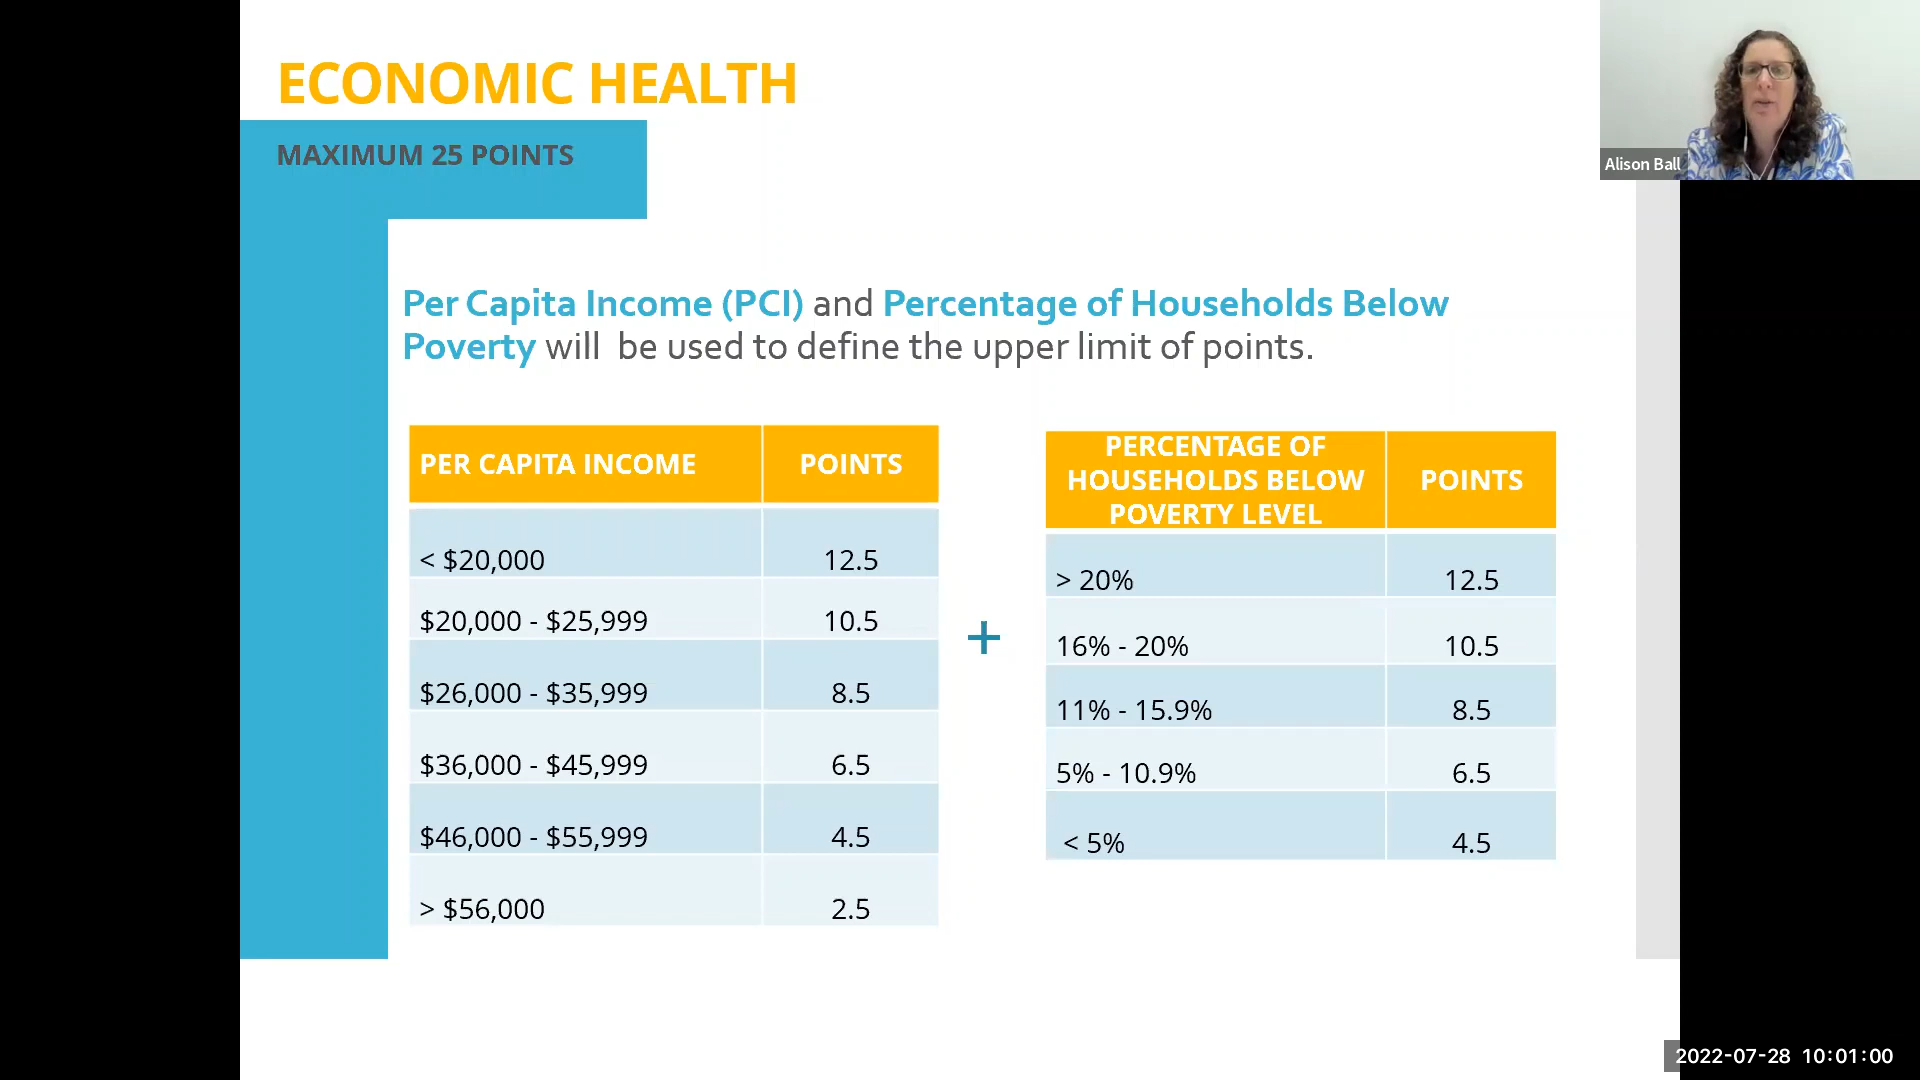 ECONOMIC HEALTH
MAXIMUM 25 POINTS
Alison Ball
Per Capita Income (PCI) and Percentage of Households Below
Poverty will  be used to define the upper limit of points.
PER CAPITA INCOME POINTS
< $20,000 12.5
$20,000 - $25,999 10.5
$26,000 - $35,999 8.5
$36,000 - $45,999 6.5
$46,000 - $55,999 4.5
> $56,000 2.5
+
PERCENTAGE OF
HOUSEHOLDS BELOW POINTS
POVERTY LEVEL
> 20% 12.5
16% - 20% 10.5
11% - 15.9% 8.5
5% - 10.9% 6.5
< 5% 4.5
2022-07-28 10:01:00